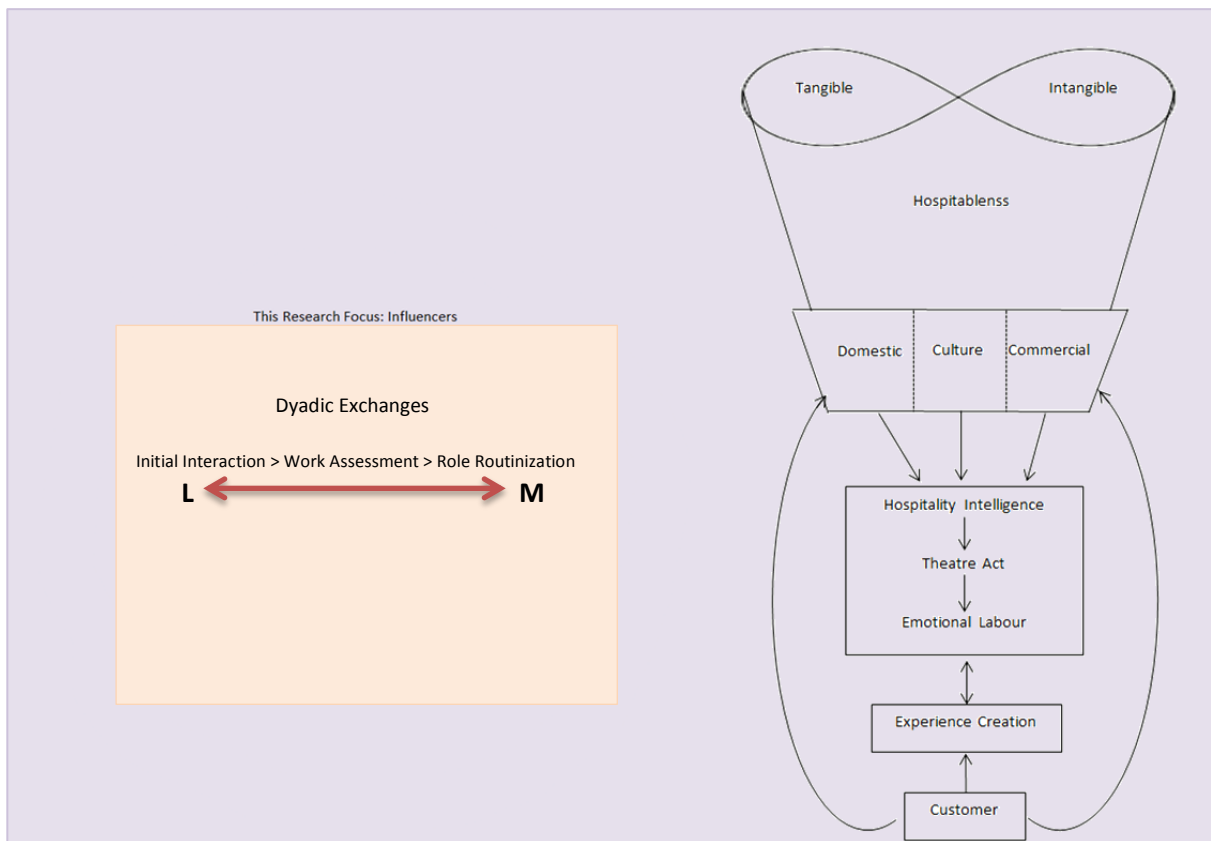 This Research Focus: Influencers
Dyadic Exchanges
Initial Interaction > Work Assessment > Role Routinization
L M
Tangible Intangible
Hospitablenss
Domestic Culture Commercial
Hospitality Intelligence
Theatre Act
Emotional Labour
Experience Creation
Customer